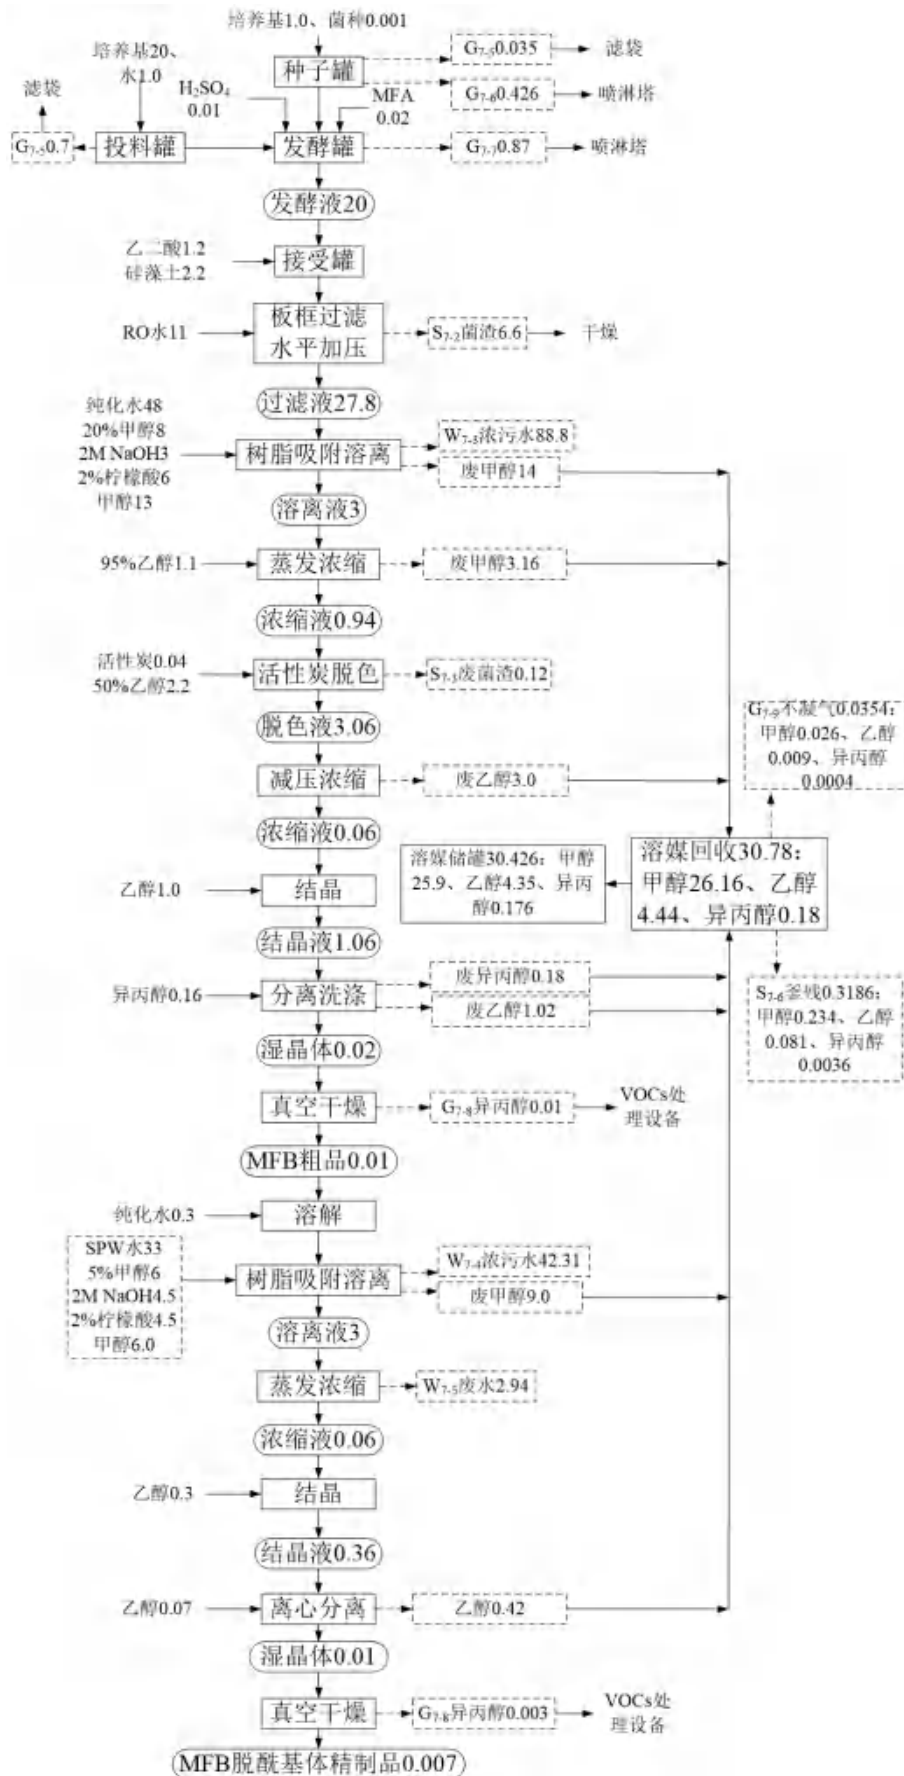 培养基1.0、菌种0.001
G7-50.035
滤袋
培养基20、
水1.0
种子罐
G7-60.426
喷淋塔
滤袋
H2SO4
0.01
MFA
0.02
G7-50.7
投料罐
发酵罐
G7-70.87
喷淋塔
发酵液20
乙二酸1.2
硅藻土2.2
接受罐
RO水11
板框过滤
水平加压
S7-2菌渣6.6
干燥
过滤液27.8
纯化水48
20%甲醇8
2M NaOH3
2%柠檬酸6
甲醇13
树脂吸附溶离
W7-3浓污水88.8
废甲醇14
溶离液3
95%乙醇1.1
蒸发浓缩
废甲醇3.16
浓缩液0.94
活性炭0.04
50%乙醇2.2
活性炭脱色
S7-3废菌渣0.12
脱色液3.06
G7-9不凝气0.0354：
甲醇0.026、乙醇
0.009、异丙醇
0.0004
减压浓缩
废乙醇3.0
浓缩液0.06
溶媒储罐30.426：甲醇
25.9、乙醇4.35、异丙
醇0.176
溶媒回收30.78：
甲醇26.16、乙醇
4.44、异丙醇0.18
乙醇1.0
结晶
结晶液1.06
异丙醇0.16
分离洗涤
废异丙醇0.18
废乙醇1.02
S7-6釜残0.3186：
甲醇0.234、乙醇
0.081、异丙醇
0.0036
湿晶体0.02
真空干燥
G7-8异丙醇0.01
VOCs处
理设备
MFB粗品0.01
纯化水0.3
溶解
SPW水33
5%甲醇6
2M NaOH4.5
2%柠檬酸4.5
甲醇6.0
树脂吸附溶离
W7-4浓污水42.31
废甲醇9.0
溶离液3
蒸发浓缩
W7-5废水2.94
浓缩液0.06
乙醇0.3
结晶
结晶液0.36
乙醇0.07
离心分离
乙醇0.42
湿晶体0.01
真空干燥
G7-8异丙醇0.003
VOCs处
理设备
MFB脱酰基体精制品0.007